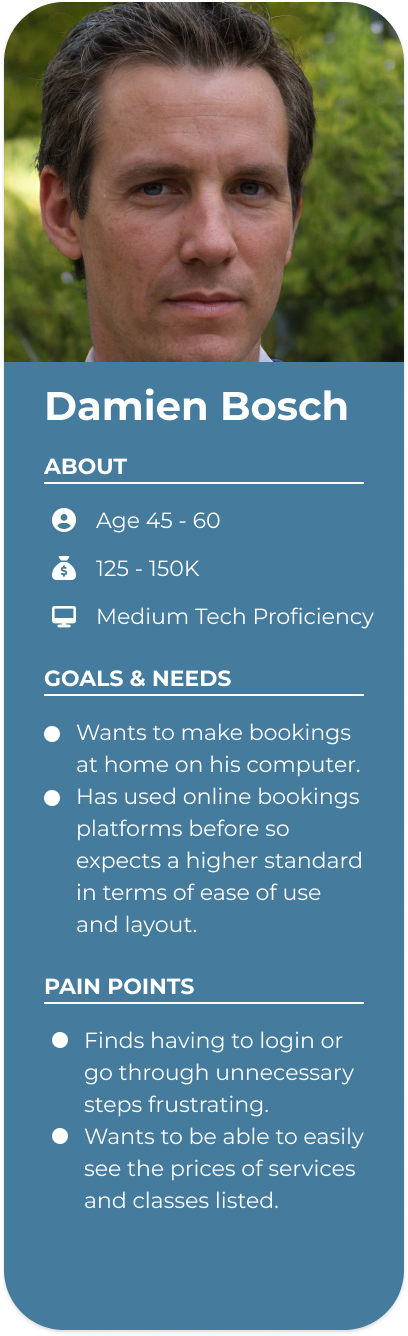 Damien Bosch
ABOUT
Age 45 - 60
$
125 - 150K
Medium Tech Proficiency
GOALS & NEEDS
Wants to make bookings
at home on his computer.
Has used online bookings
platforms before so
expects a higher standard
in terms of ease of use
and layout.
PAIN POINTS
Finds having to login or
go through unnecessary
steps frustrating.
Wants to be able to easily
see the prices of services
and classes listed.